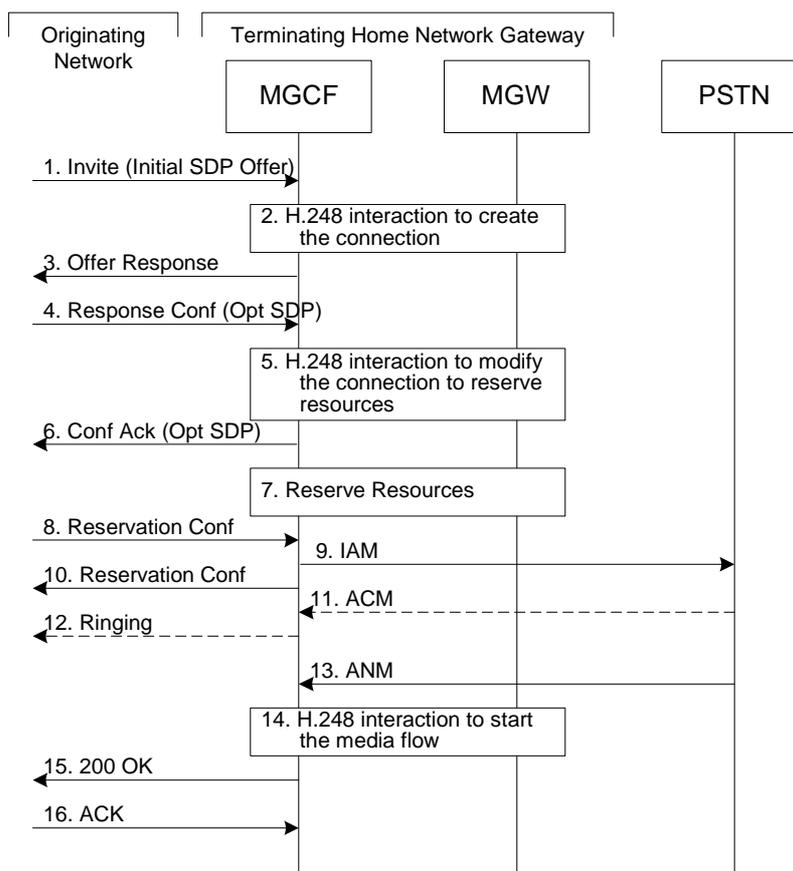 Originating
Network
Terminating Home Network Gateway
MGCF
MGW
PSTN
1. Invite (Initial SDP Offer)
2. H.248 interaction to create
the connection
3. Offer Response
4. Response Conf (Opt SDP)
5. H.248 interaction to modify
the connection to reserve
resources
6. Conf Ack (Opt SDP)
7. Reserve Resources
8. Reservation Conf
9. IAM
10. Reservation Conf
11. ACM
12. Ringing
13. ANM
14. H.248 interaction to start
the media flow
15. 200 OK
16. ACK